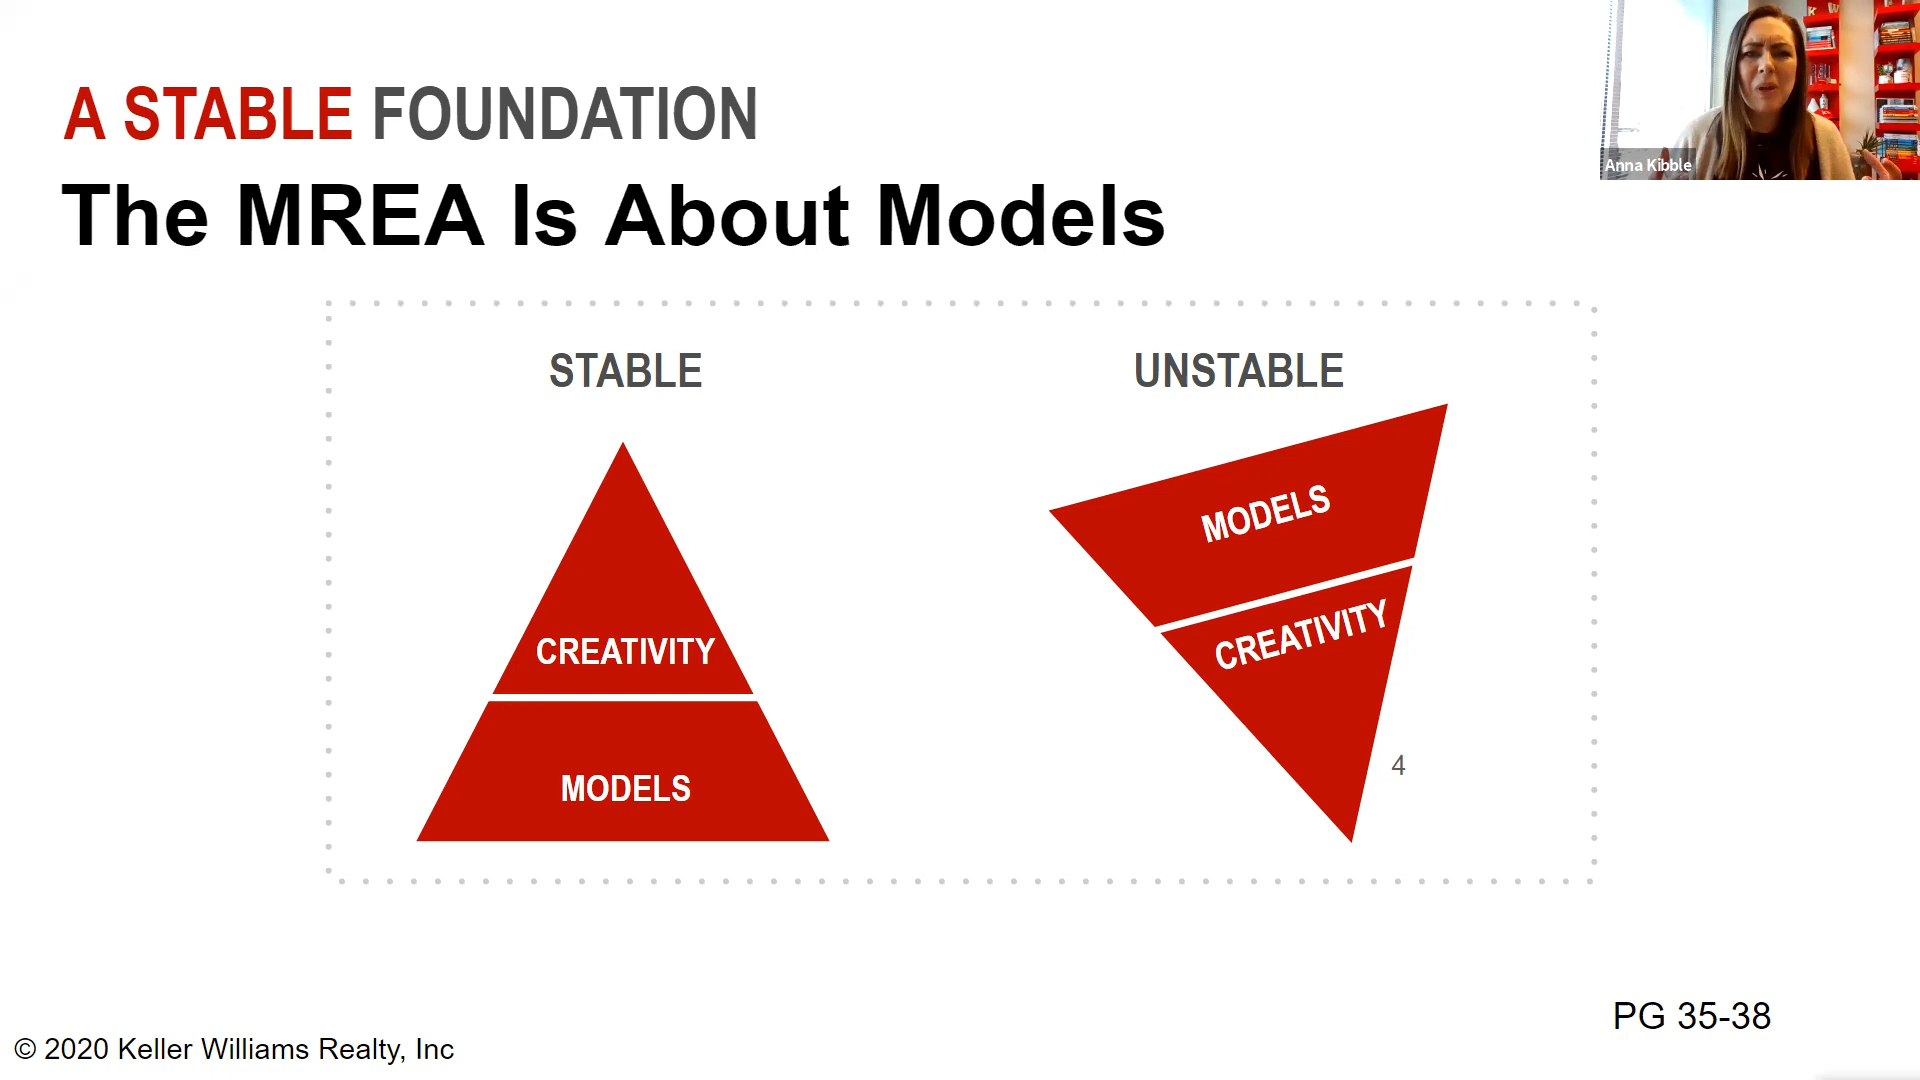 A STABLE FOUNDATION
The MREA Is About Models
Anna Kibble
STABLE
CREATIVITY
MODELS
UNSTABLE
MODELS
CREATIVITY
4
PG 35-38
© 2020 Keller Williams Realty, Inc
K W